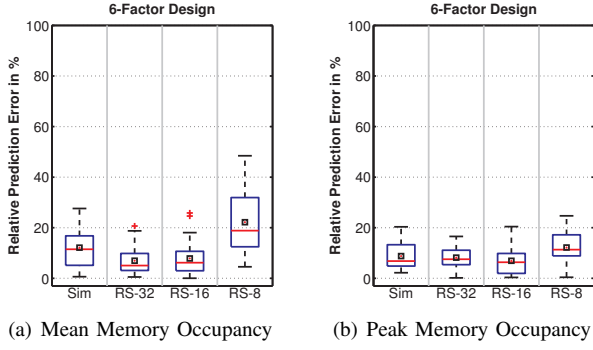 6-Factor Design
Relative Prediction Error in %
100
80
60
40
20
0
Sim RS-32 RS-16 RS-8
(a) Mean Memory Occupancy
6-Factor Design
Relative Prediction Error in %
100
80
60
40
20
0
Sim RS-32 RS-16 RS-8
(b) Peak Memory Occupancy